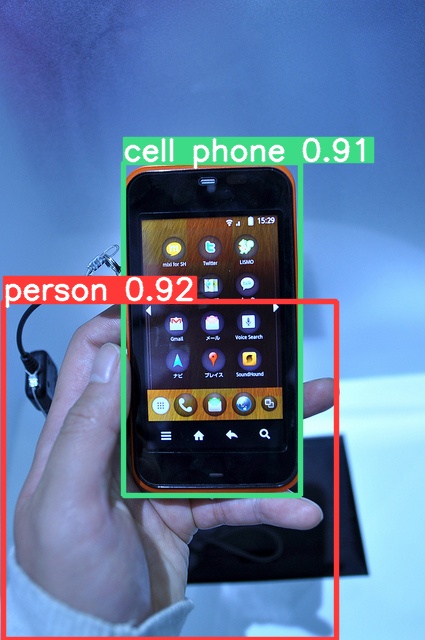 cell phone 0.91
15:29
mixi for SH
Twitter
LISMO
person 0.92
Gmail
メール
Voice Search
ナビ
プレイス
SoundHound